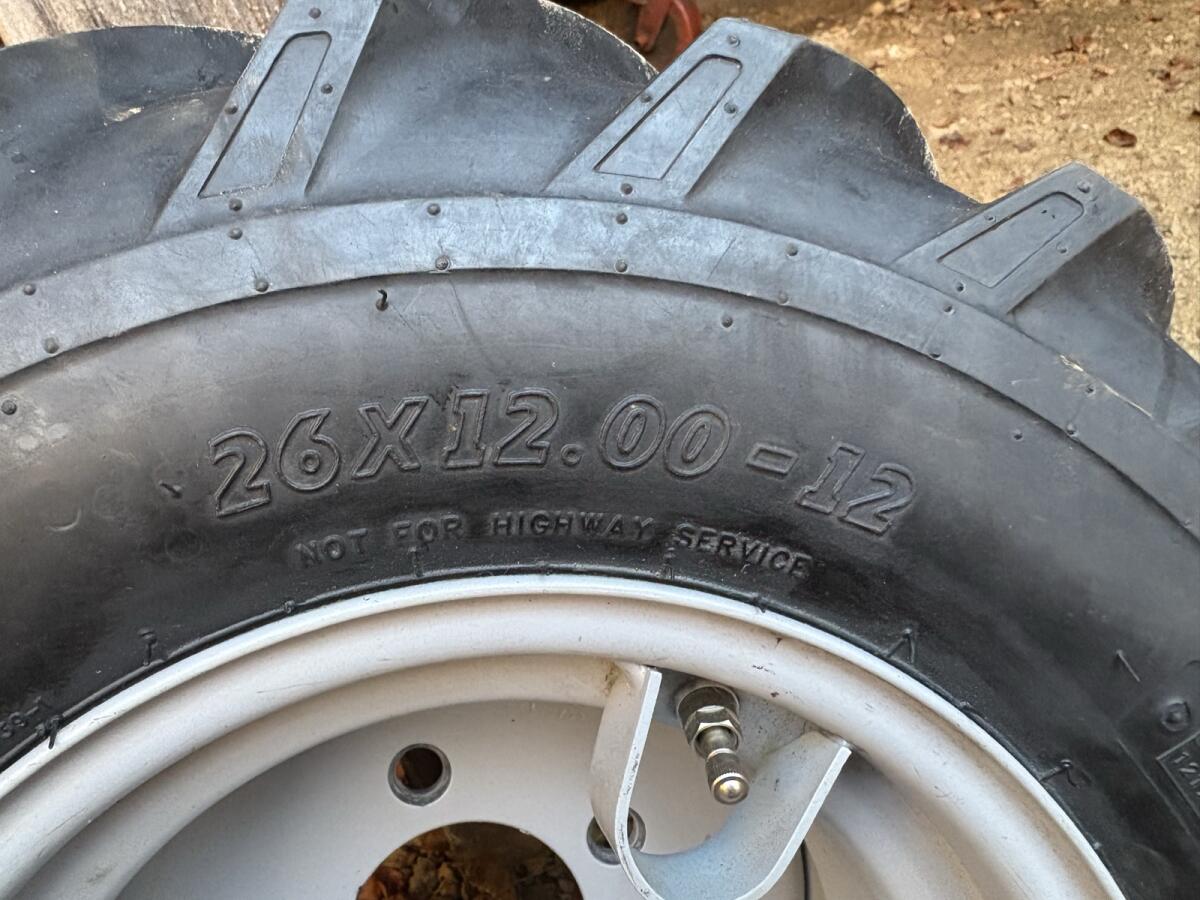 26X12.00-12
NOT FOR HIGHWAY SERVICE